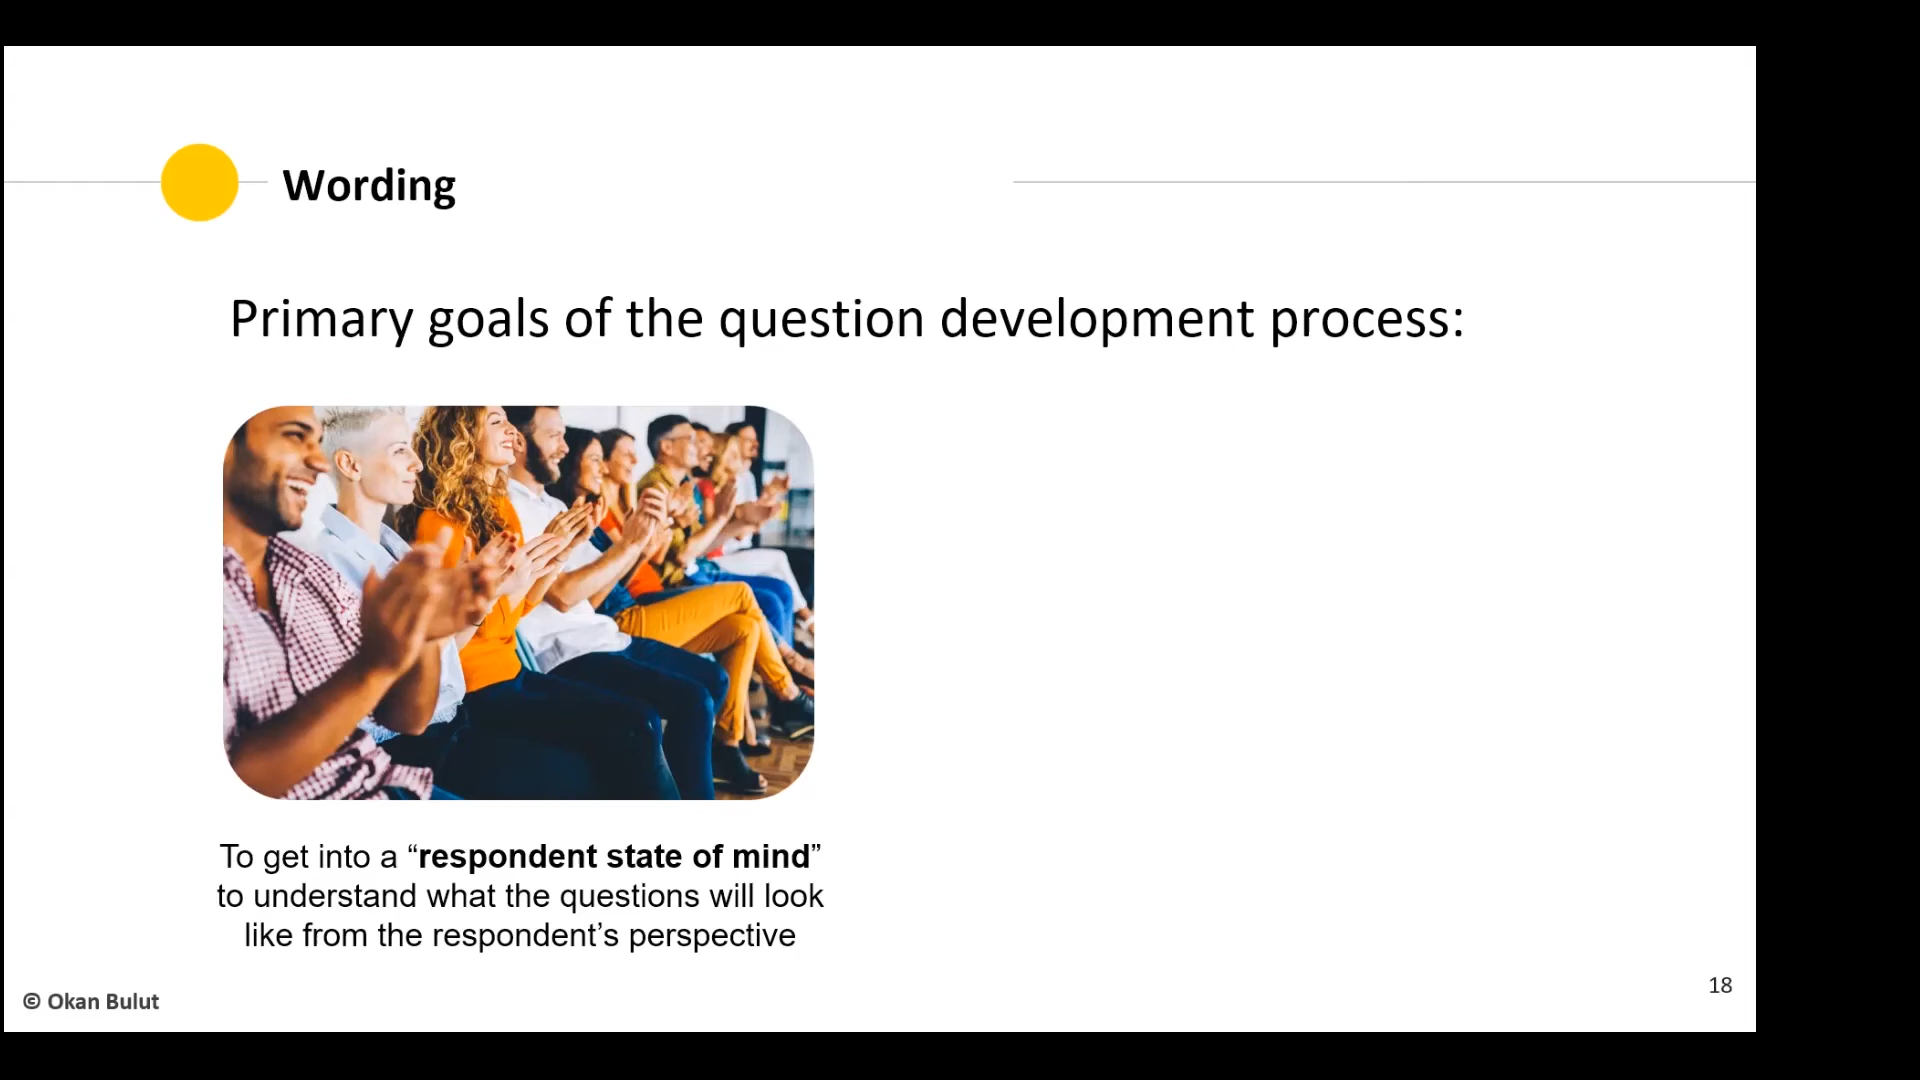 Wording
Primary goals of the question development process:
To get into a “respondent state of mind”
to understand what the questions will look
like from the respondent’s perspective
© Okan Bulut
18